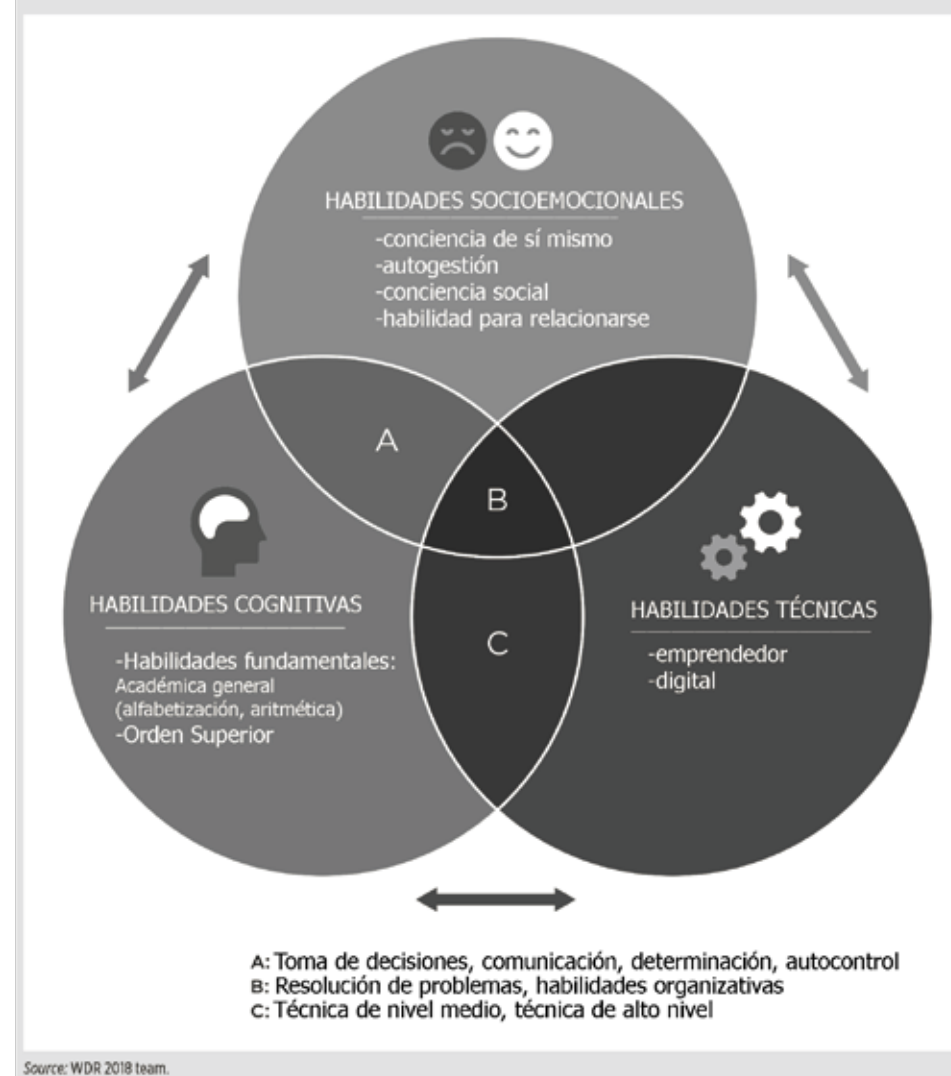 HABILIDADES SOCIOEMOCIONALES
-conciencia de sí mismo
-autogestión
-conciencia social
-habilidad para relacionarse
A
B
C
HABILIDADES COGNITIVAS
-Habilidades fundamentales:
Académica general
(alfabetización, aritmética)
-Orden Superior
HABILIDADES TÉCNICAS
-emprendedor
-digital
A: Toma de decisiones, comunicación, determinación, autocontrol
B: Resolución de problemas, habilidades organizativas
C: Técnica de nivel medio, técnica de alto nivel
Source: WDR 2018 team.